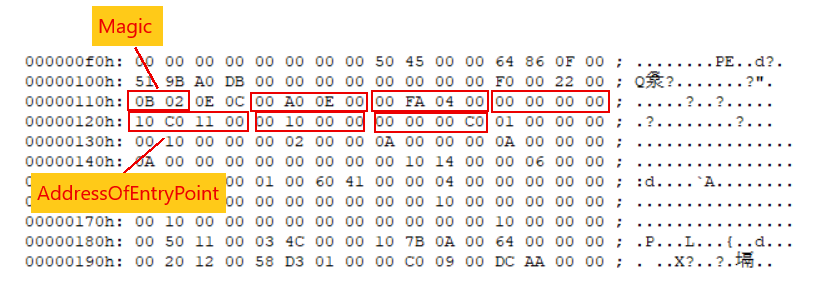 Magic
000000f0h: 00 00 00 00 00 00 00 00 50 45 00 00 64 86 0F 00 ; ........PE..d?.
00000100h: 51 9B A0 DB 00 00 00 00 00 00 00 00 F0 00 22 00 ; Q ?.......?".
00000110h: 0B 02 0E 0C 00 A0 0E 00 00 FA 04 00 00 00 00 00 ; .....?..?.....
00000120h: 10 C0 11 00 00 10 00 00 00 00 00 C0 01 00 00 00 ; .?........?...
00000130h: 00 10 00 00 00 02 00 00 0A 00 00 00 0A 00 00 00 ; ................
00000140h: 0A 00 00 00 00 00 00 00 00 10 14 00 00 06 00 00 ; ................
00 01 00 60 41 00 00 04 00 00 00 00 00 ; :d....`A........
AddressOfEntryPoint
00 00 00 00 00 00 00 10 00 00 00 00 00 ; ................
00000170h: 00 10 00 00 00 00 00 00 00 00 00 00 10 00 00 00 ; ................
00000180h: 00 50 11 00 03 4C 00 00 10 7B 0A 00 64 00 00 00 ; .P...L...{..d...
00000190h: 00 20 12 00 58 D3 01 00 00 C0 09 00 DC AA 00 00 ; . ..X?..?.塥..